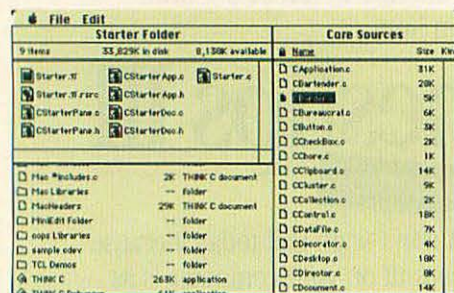 File Edit
Starter Folder
9 items 33,829K in disk 8,138K available
Starter.π CStarterApp.c Starter.c
Starter.π.rsrc CStarterApp.h
CStarterPane.c CStarterDoc.c
CStarterPane.h CStarterDoc.h
Mac #includes.c 2K THINK C document
Mac Libraries -- folder
MacHeaders 29K THINK C document
MiniEdit Folder -- folder
oops Libraries -- folder
sample cdev -- folder
TCL Demos -- folder
THINK C 263K application
Core Sources
Name Size Kin
CApplication.c 31K
CBartender.c 28K
5K
CBureaucrat.c 6K
CButton.c 3K
CCheckBox.c 2K
CChore.c 1K
CClipboard.c 14K
CCluster.c 9K
CCollection.c 2K
CControl.c 18K
CDataFile.c 7K
CDecorator.c 4K
CDesktop.c 18K
CDirector.c 8K
CDocument.c 14K